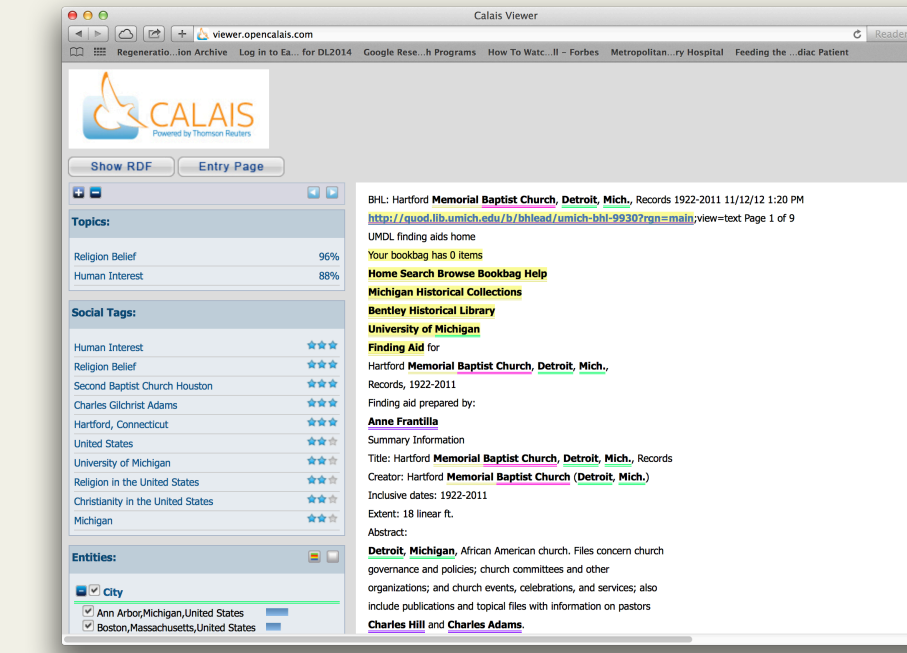 Calais Viewer
viewer.opencalais.com
Reader
Regeneratio...ion Archive Log in to Ea... for DL2014 Google Rese...h Programs How To Watc...ll – Forbes Metropolitan...ry Hospital Feeding the ...diac Patient
CALAIS
Powered by Thomson Reuters
Show RDF Entry Page
Topics:
Religion Belief 96%
Human Interest 88%
Social Tags:
Human Interest
Religion Belief
Second Baptist Church Houston
Charles Gilchrist Adams
Hartford, Connecticut
United States
University of Michigan
Religion in the United States
Christianity in the United States
Michigan
Entities:
City
Ann Arbor,Michigan,United States
Boston,Massachusetts,United States
BHL: Hartford Memorial Baptist Church, Detroit, Mich., Records 1922-2011 11/12/12 1:20 PM
http://quod.lib.umich.edu/b/bhlead/umich-bhl-9930?rgn=main;view=text Page 1 of 9
UMDL finding aids home
Your bookbag has 0 items
Home Search Browse Bookbag Help
Michigan Historical Collections
Bentley Historical Library
University of Michigan
Finding Aid for
Hartford Memorial Baptist Church, Detroit, Mich.,
Records, 1922-2011
Finding aid prepared by:
Anne Frantilla
Summary Information
Title: Hartford Memorial Baptist Church, Detroit, Mich., Records
Creator: Hartford Memorial Baptist Church (Detroit, Mich.)
Inclusive dates: 1922-2011
Extent: 18 linear ft.
Abstract:
Detroit, Michigan, African American church. Files concern church
governance and policies; church committees and other
organizations; and church events, celebrations, and services; also
include publications and topical files with information on pastors
Charles Hill and Charles Adams.